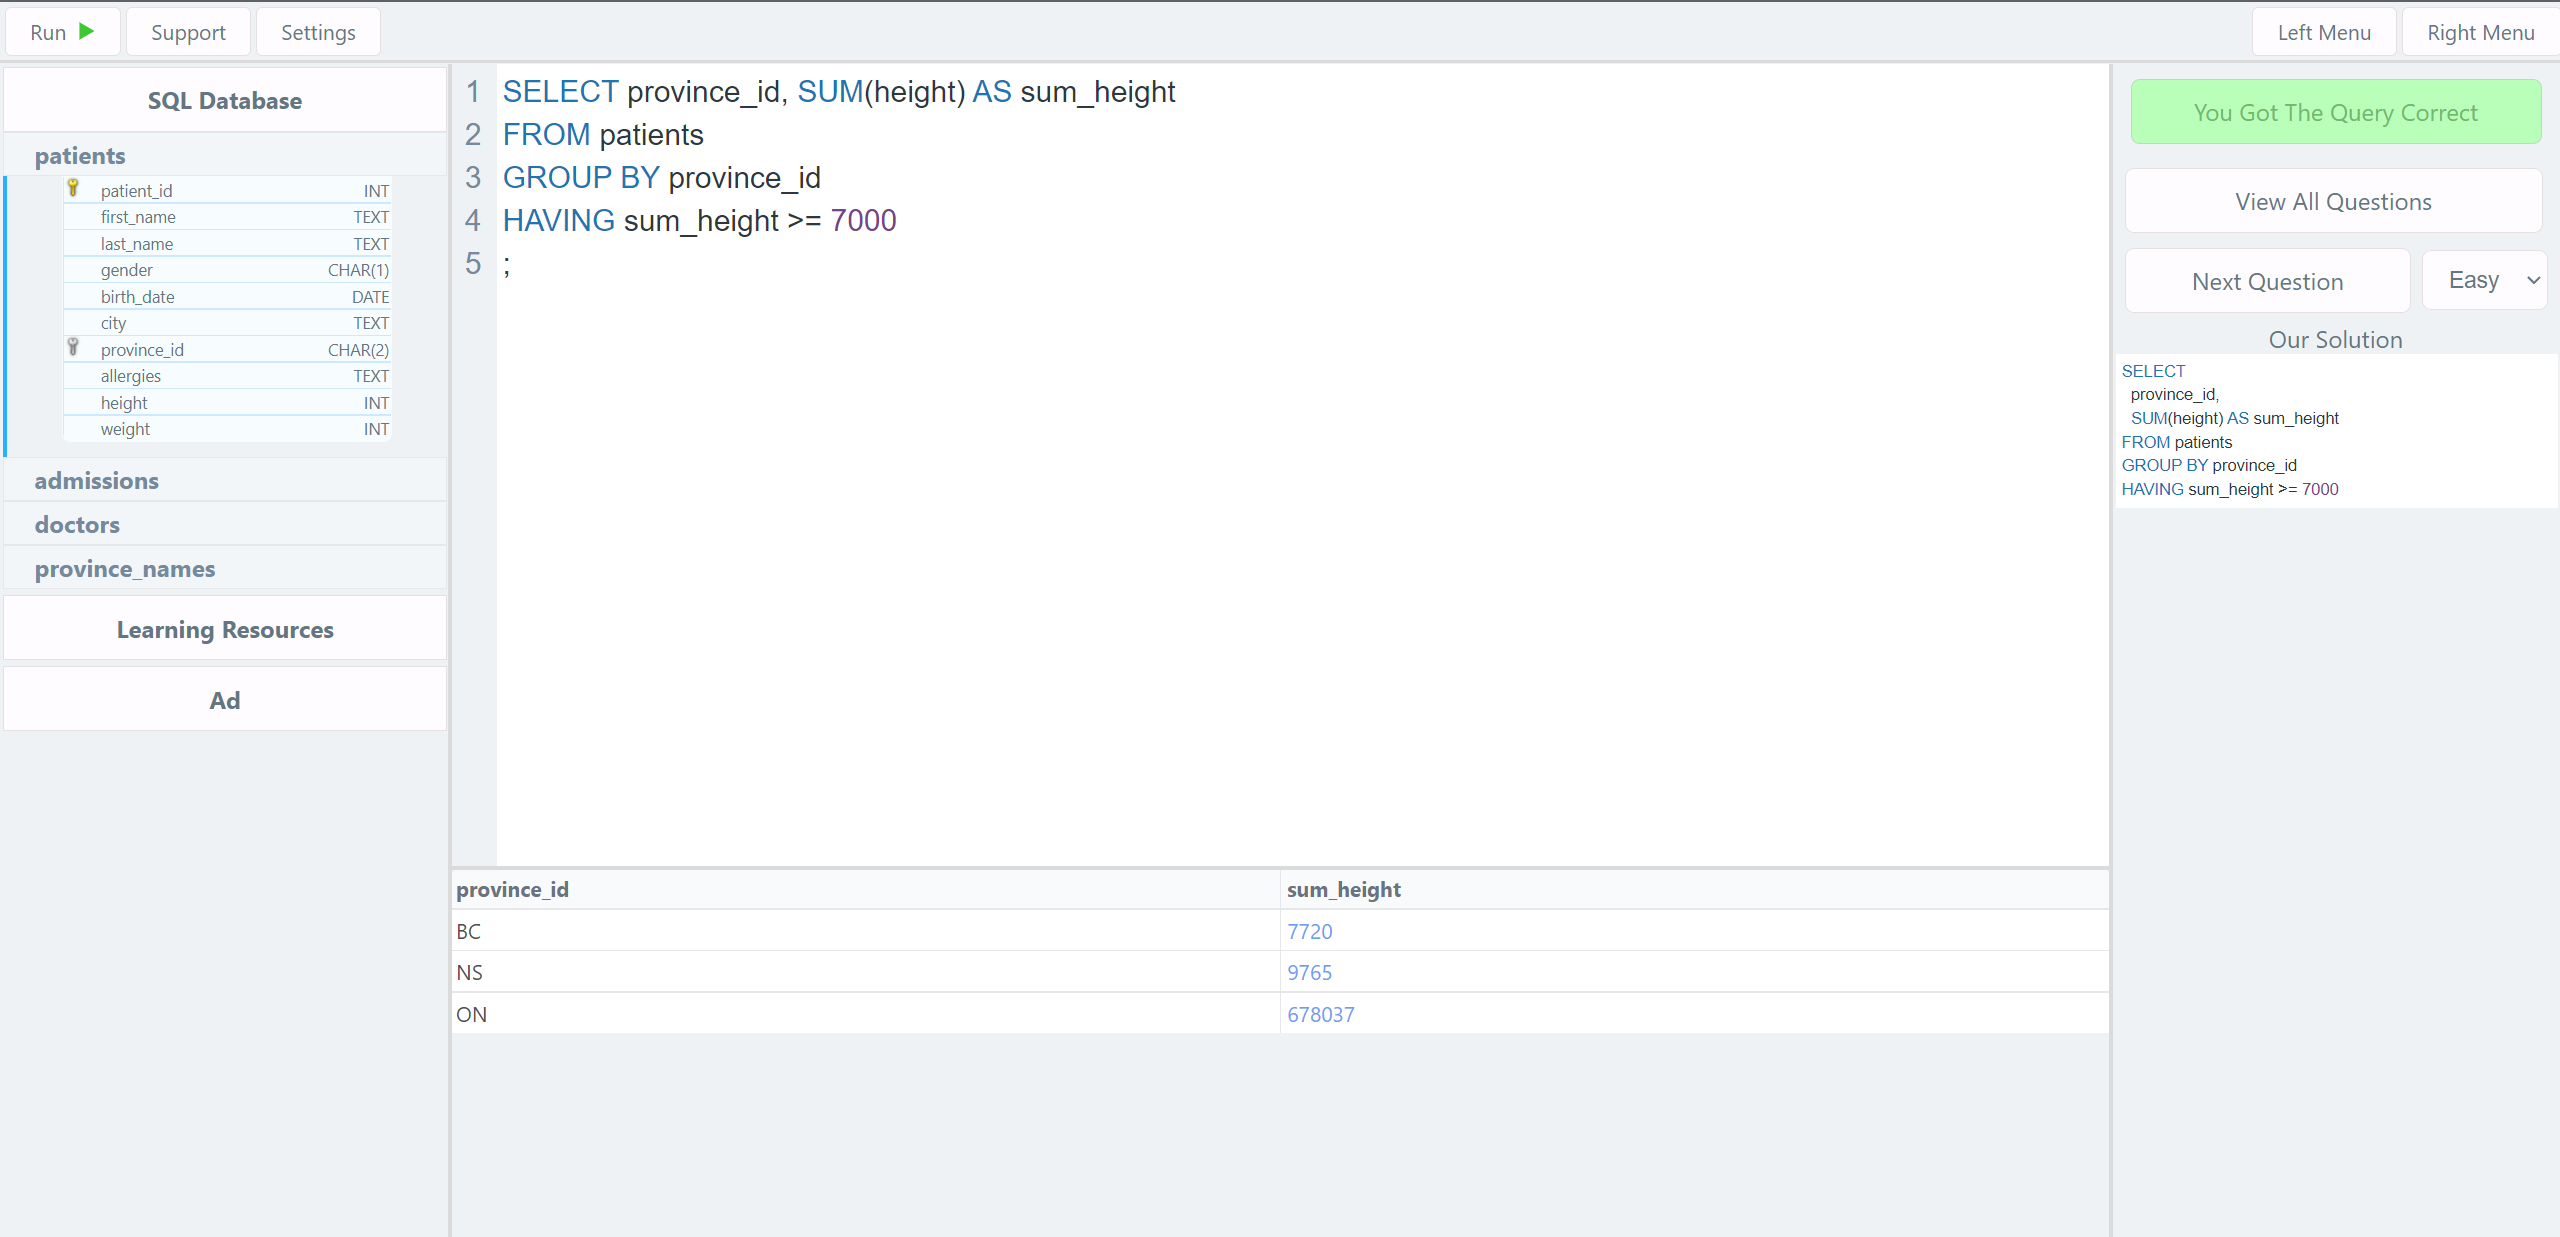 Run
Support
Settings
Left Menu
Right Menu
SQL Database
patients
patient_id INT
first_name TEXT
last_name TEXT
gender CHAR(1)
birth_date DATE
city TEXT
province_id CHAR(2)
allergies TEXT
height INT
weight INT
admissions
doctors
province_names
Learning Resources
Ad
1 SELECT province_id, SUM(height) AS sum_height
2 FROM patients
3 GROUP BY province_id
4 HAVING sum_height >= 7000
5 ;
province_id sum_height
BC 7720
NS 9765
ON 678037
You Got The Query Correct
View All Questions
Next Question
Easy
Our Solution
SELECT
province_id,
SUM(height) AS sum_height
FROM patients
GROUP BY province_id
HAVING sum_height >= 7000